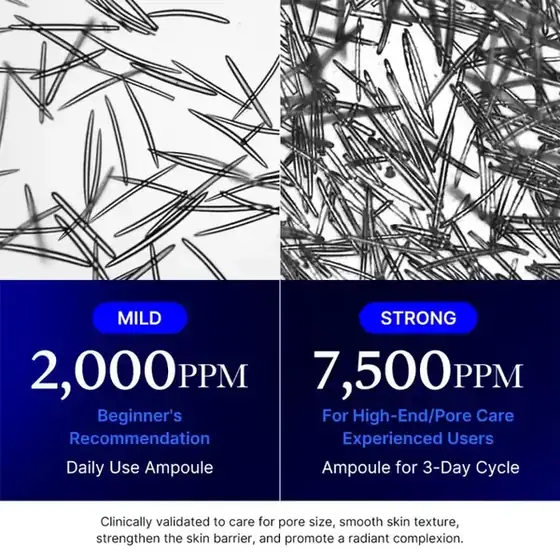 MILD
2,000PPM
Beginner's
Recommendation
Daily Use Ampoule
STRONG
7,500PPM
For High-End/Pore Care
Experienced Users
Ampoule for 3-Day Cycle
Clinically validated to care for pore size, smooth skin texture,
strengthen the skin barrier, and promote a radiant complexion.